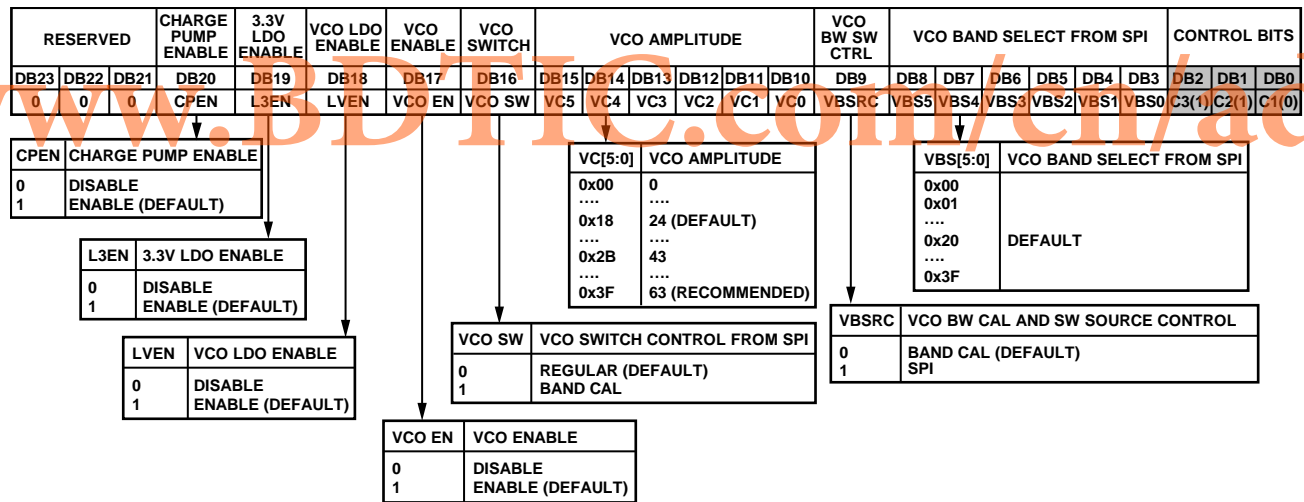 RESERVED CHARGE PUMP ENABLE 3.3V LDO ENABLE VCO LDO ENABLE VCO ENABLE VCO SWITCH VCO AMPLITUDE VCO BW SW CTRL VCO BAND SELECT FROM SPI CONTROL BITS
DB23 DB22 DB21 DB20 DB19 DB18 DB17 DB16 DB15 DB14 DB13 DB12 DB11 DB10 DB9 DB8 DB7 DB6 DB5 DB4 DB3 DB2 DB1 DB0
0 0 0 CPEN L3EN LVEN VCO EN VCO SW VC5 VC4 VC3 VC2 VC1 VC0 VBSRC VBS5 VBS4 VBS3 VBS2 VBS1 VBS0 C3(1) C2(1) C1(0)
www.BDTIC.com/cn/ad
CPEN CHARGE PUMP ENABLE
0 DISABLE
1 ENABLE (DEFAULT)
L3EN 3.3V LDO ENABLE
0 DISABLE
1 ENABLE (DEFAULT)
LVEN VCO LDO ENABLE
0 DISABLE
1 ENABLE (DEFAULT)
VCO EN VCO ENABLE
0 DISABLE
1 ENABLE (DEFAULT)
VCO SW VCO SWITCH CONTROL FROM SPI
0 REGULAR (DEFAULT)
1 BAND CAL
VC[5:0] VCO AMPLITUDE
0x00 0
.... ....
0x18 24 (DEFAULT)
.... ....
0x2B 43
.... ....
0x3F 63 (RECOMMENDED)
VBSRC VCO BW CAL AND SW SOURCE CONTROL
0 BAND CAL (DEFAULT)
1 SPI
VBS[5:0] VCO BAND SELECT FROM SPI
0x00
0x01
....
0x20 DEFAULT
....
0x3F